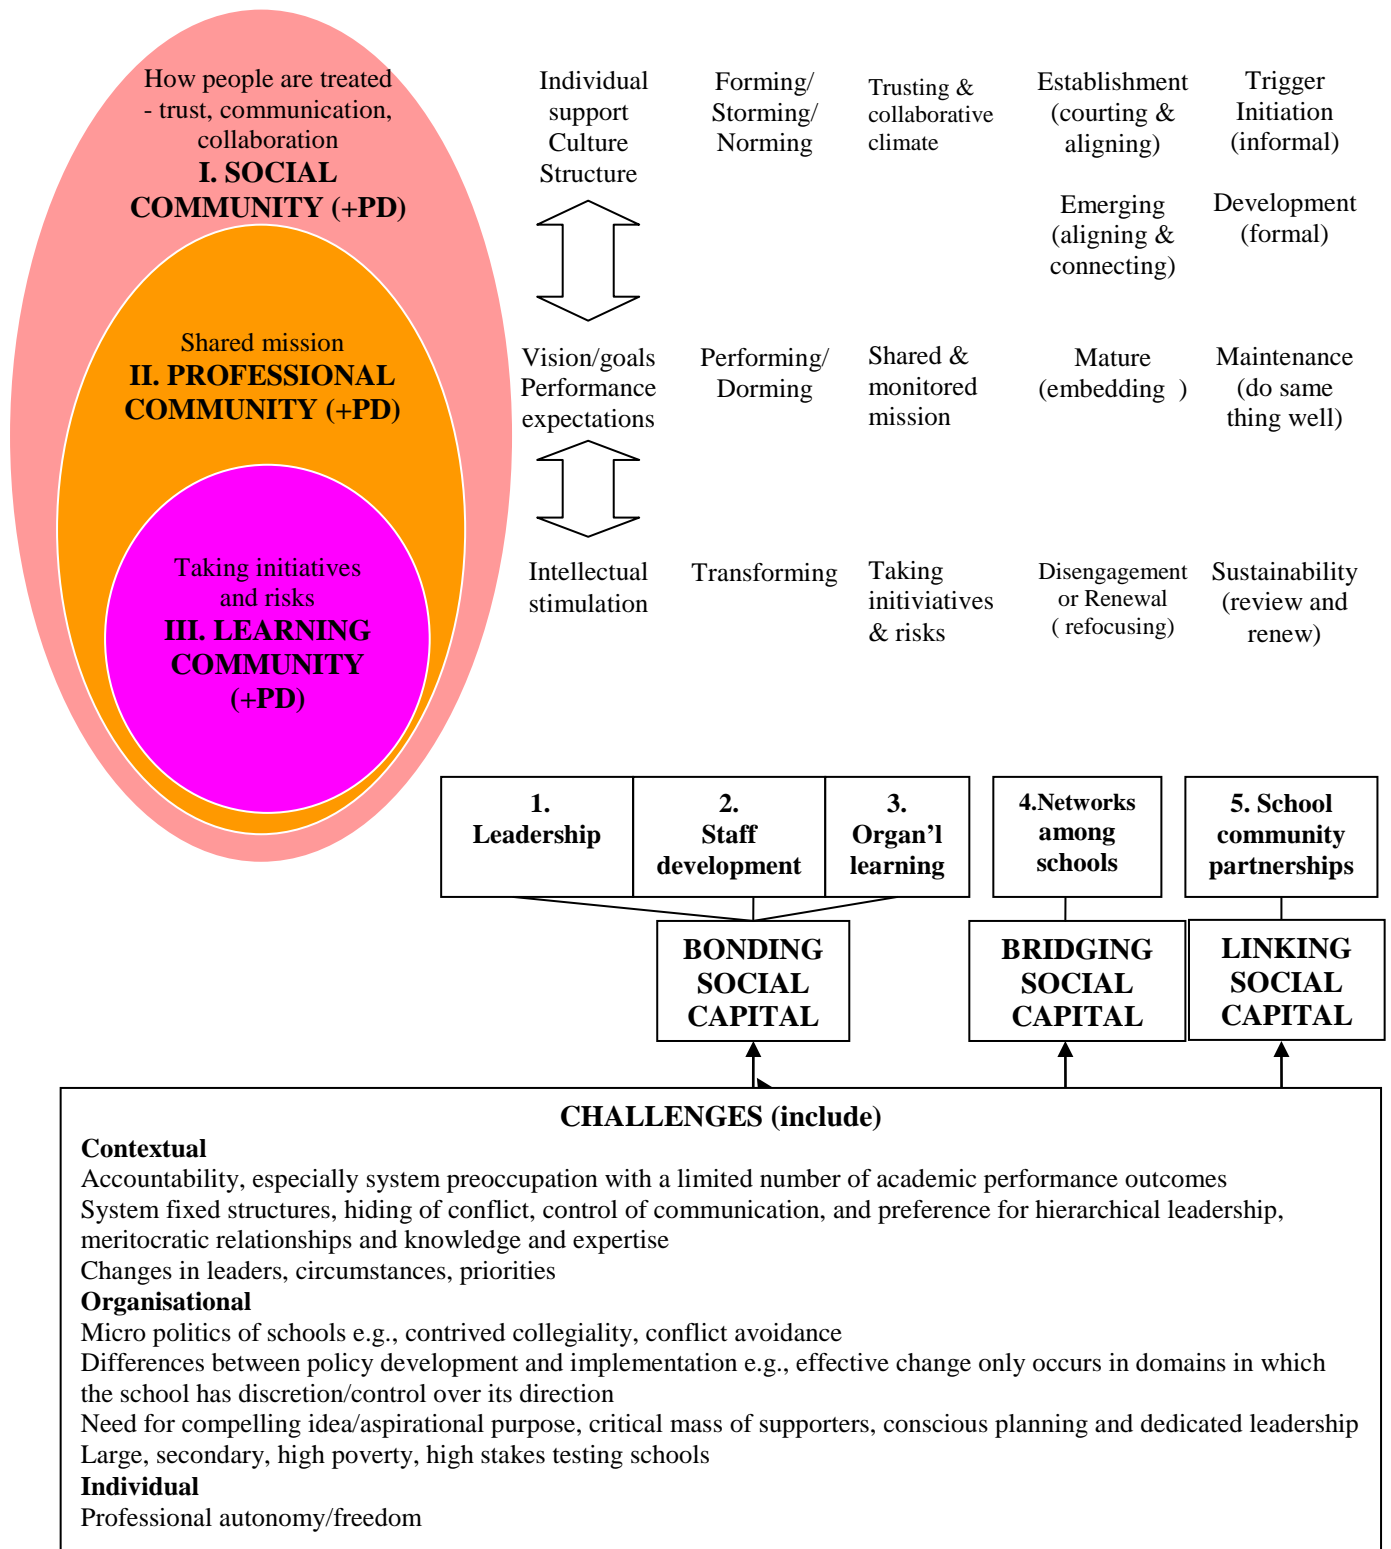 How people are treated
- trust, communication,
collaboration
I. SOCIAL
COMMUNITY (+PD)
Shared mission
II. PROFESSIONAL
COMMUNITY (+PD)
Taking initiatives
and risks
III. LEARNING
COMMUNITY
(+PD)
Individual
support
Culture
Structure
Forming/
Storming/
Norming
Trusting &
collaborative
climate
Establishment
(courting &
aligning)
Trigger
Initiation
(informal)
Emerging
(aligning &
connecting)
Development
(formal)
Vision/goals
Performance
expectations
Performing/
Dorming
Shared &
monitored
mission
Mature
(embedding )
Maintenance
(do same
thing well)
Intellectual
stimulation
Transforming
Taking
initiviatives
& risks
Disengagement
or Renewal
( refocusing)
Sustainability
(review and
renew)
1.
Leadership
2.
Staff
development
3.
Organ'l
learning
4.Networks
among
schools
5. School
community
partnerships
BONDING
SOCIAL
CAPITAL
BRIDGING
SOCIAL
CAPITAL
LINKING
SOCIAL
CAPITAL
CHALLENGES (include)
Contextual
Accountability, especially system preoccupation with a limited number of academic performance outcomes
System fixed structures, hiding of conflict, control of communication, and preference for hierarchical leadership,
meritocratic relationships and knowledge and expertise
Changes in leaders, circumstances, priorities
Organisational
Micro politics of schools e.g., contrived collegiality, conflict avoidance
Differences between policy development and implementation e.g., effective change only occurs in domains in which
the school has discretion/control over its direction
Need for compelling idea/aspirational purpose, critical mass of supporters, conscious planning and dedicated leadership
Large, secondary, high poverty, high stakes testing schools
Individual
Professional autonomy/freedom